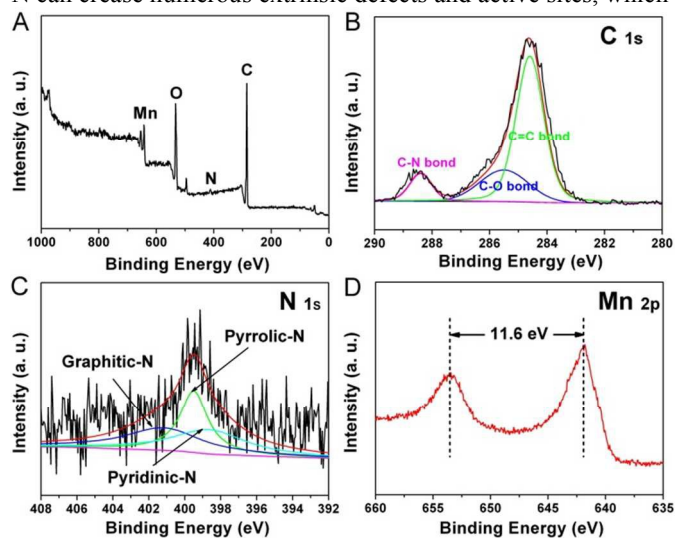 N can crease numerous extrinsic defects and active sites, which
A
Intensity (a. u.)
Mn
O
C
N
1000 800 600 400 200 0
Binding Energy (eV)
B
C 1s
Intensity (a. u.)
C-N bond
C=C bond
C-O bond
290 288 286 284 282 280
Binding Energy (eV)
C
N 1s
Intensity (a. u.)
Graphitic-N
Pyrrolic-N
Pyridinic-N
408 406 404 402 400 398 396 394 392
Binding Energy (eV)
D
Mn 2p
Intensity (a. u.)
11.6 eV
660 655 650 645 640 635
Binding Energy (eV)